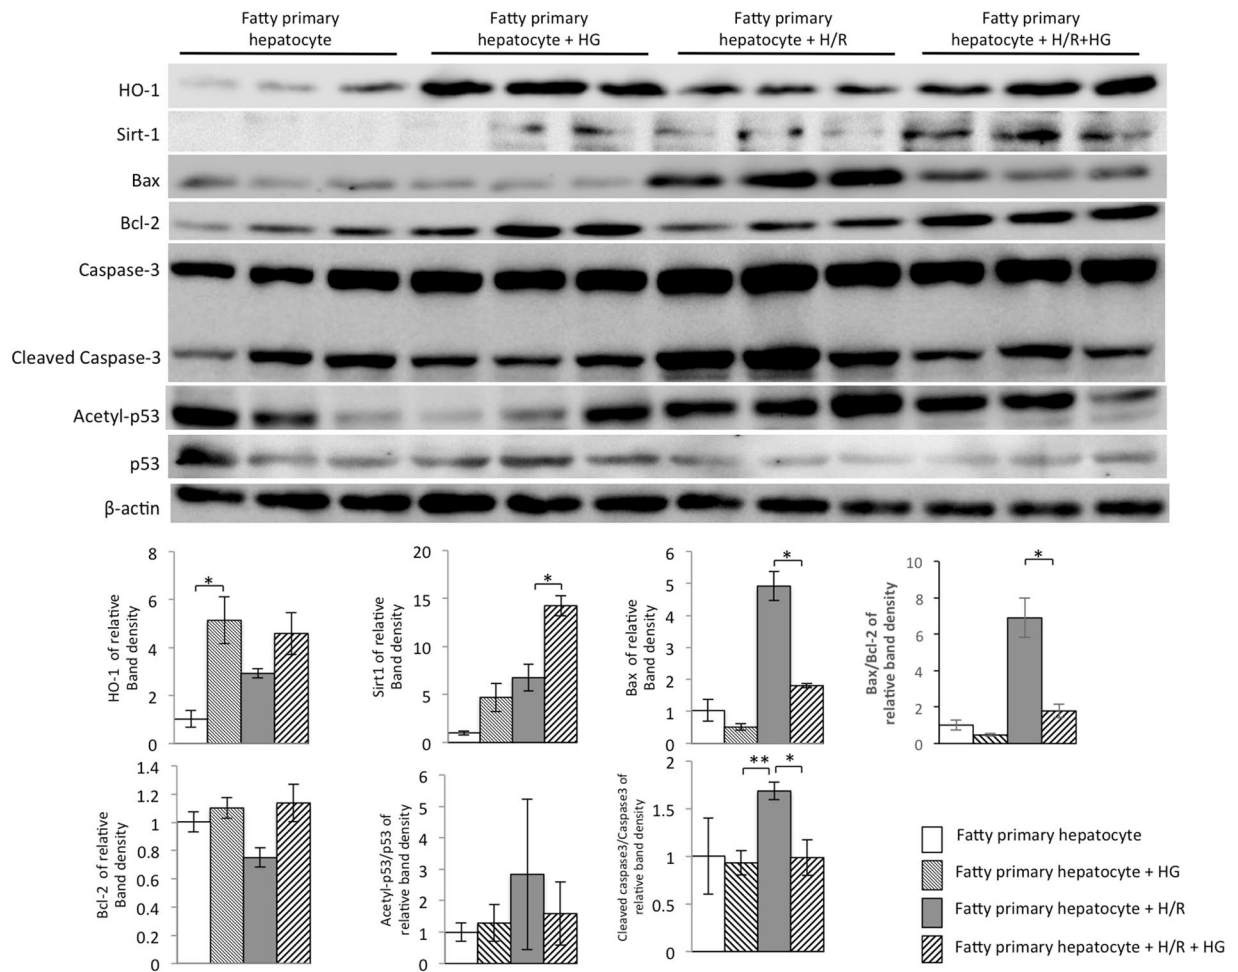 Fatty primary
hepatocyte
Fatty primary
hepatocyte + HG
Fatty primary
hepatocyte + H/R
Fatty primary
hepatocyte + H/R+HG
HO-1
Sirt-1
Bax
Bcl-2
Caspase-3
Cleaved Caspase-3
Acetyl-p53
p53
β-actin
HO-1 of relative
Band density
8
6
4
2
0
*
Sirt1 of relative
Band density
20
15
10
5
0
*
Bax of relative
Band density
6
5
4
3
2
1
0
*
Bax/Bcl-2 of
relative band density
10
8
6
4
2
0
*
Bcl-2 of relative
Band density
1.4
1.2
1
0.8
0.6
0.4
0.2
0
Acetyl-p53/p53 of
relative band density
6
5
4
3
2
1
0
Cleaved caspase3/Caspase3 of
relative band density
2
1.5
1
0.5
0
**
*
Fatty primary hepatocyte
Fatty primary hepatocyte + HG
Fatty primary hepatocyte + H/R
Fatty primary hepatocyte + H/R + HG